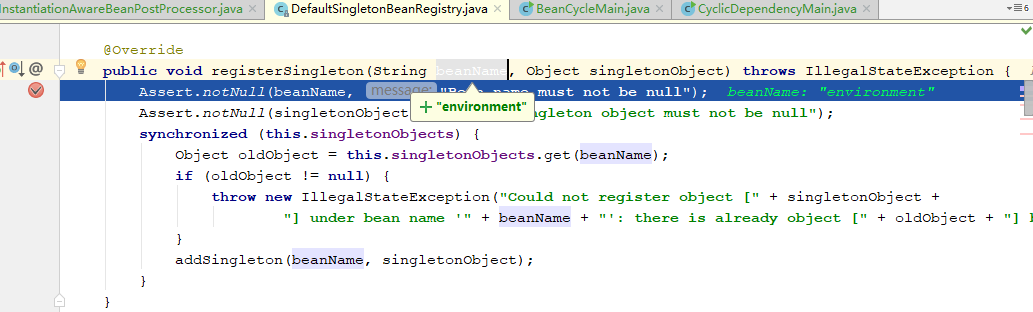 InstantiationAwareBeanPostProcessor.java × DefaultSingletonBeanRegistry.java × BeanCycleMain.java × CyclicDependencyMain.java × 6
@Override
public void registerSingleton(String beanName, Object singletonObject) throws IllegalStateException {
Assert.notNull(beanName, message: "Bean name must not be null"); beanName: "environment"
+ "environment"
Assert.notNull(singletonObject ngleton object must not be null");
synchronized (this.singletonObjects) {
Object oldObject = this.singletonObjects.get(beanName);
if (oldObject != null) {
throw new IllegalStateException("Could not register object [" + singletonObject +
"] under bean name '" + beanName + "': there is already object [" + oldObject + "] b
}
addSingleton(beanName, singletonObject);
}
}